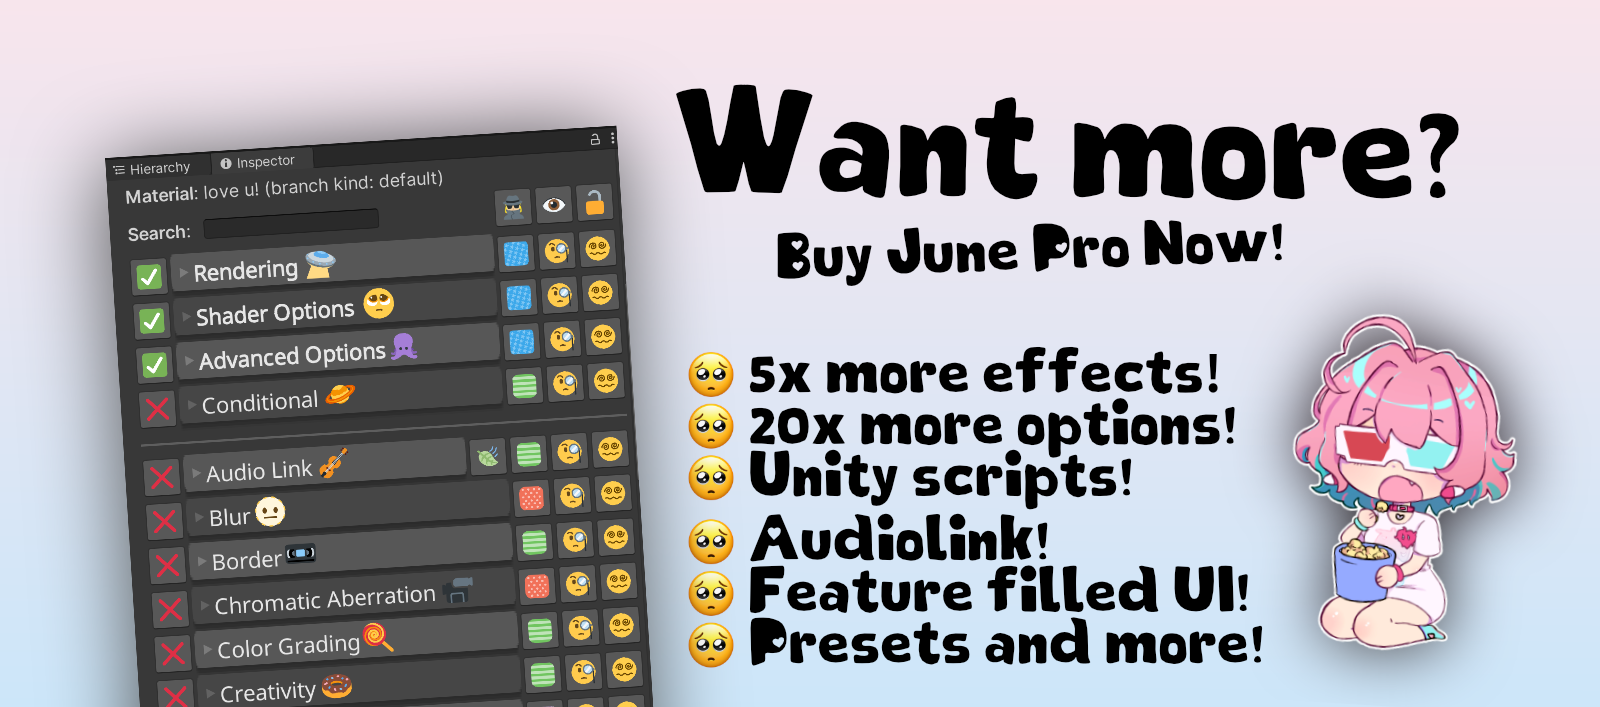 Hierarchy
Inspector
Material: love u! (branch kind: default)
Search:
Rendering
Shader Options
Advanced Options
Conditional
Audio Link
Blur
Border
Chromatic Aberration
Color Grading
Creativity
Want more?
Buy June Pro Now!
5x more effects!
20x more options!
Unity scripts!
Audiolink!
Feature filled UI!
Presets and more!